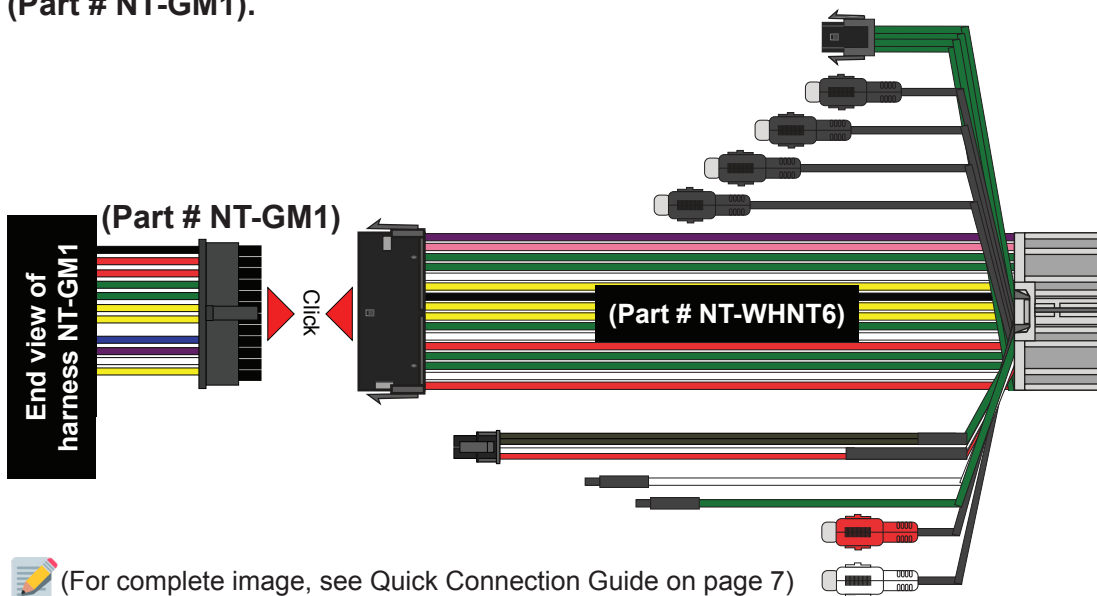 (Part # NT-GM1).
(Part # NT-GM1)
End view of
harness NT-GM1
Click
(Part # NT-WHNT6)
(For complete image, see Quick Connection Guide on page 7)